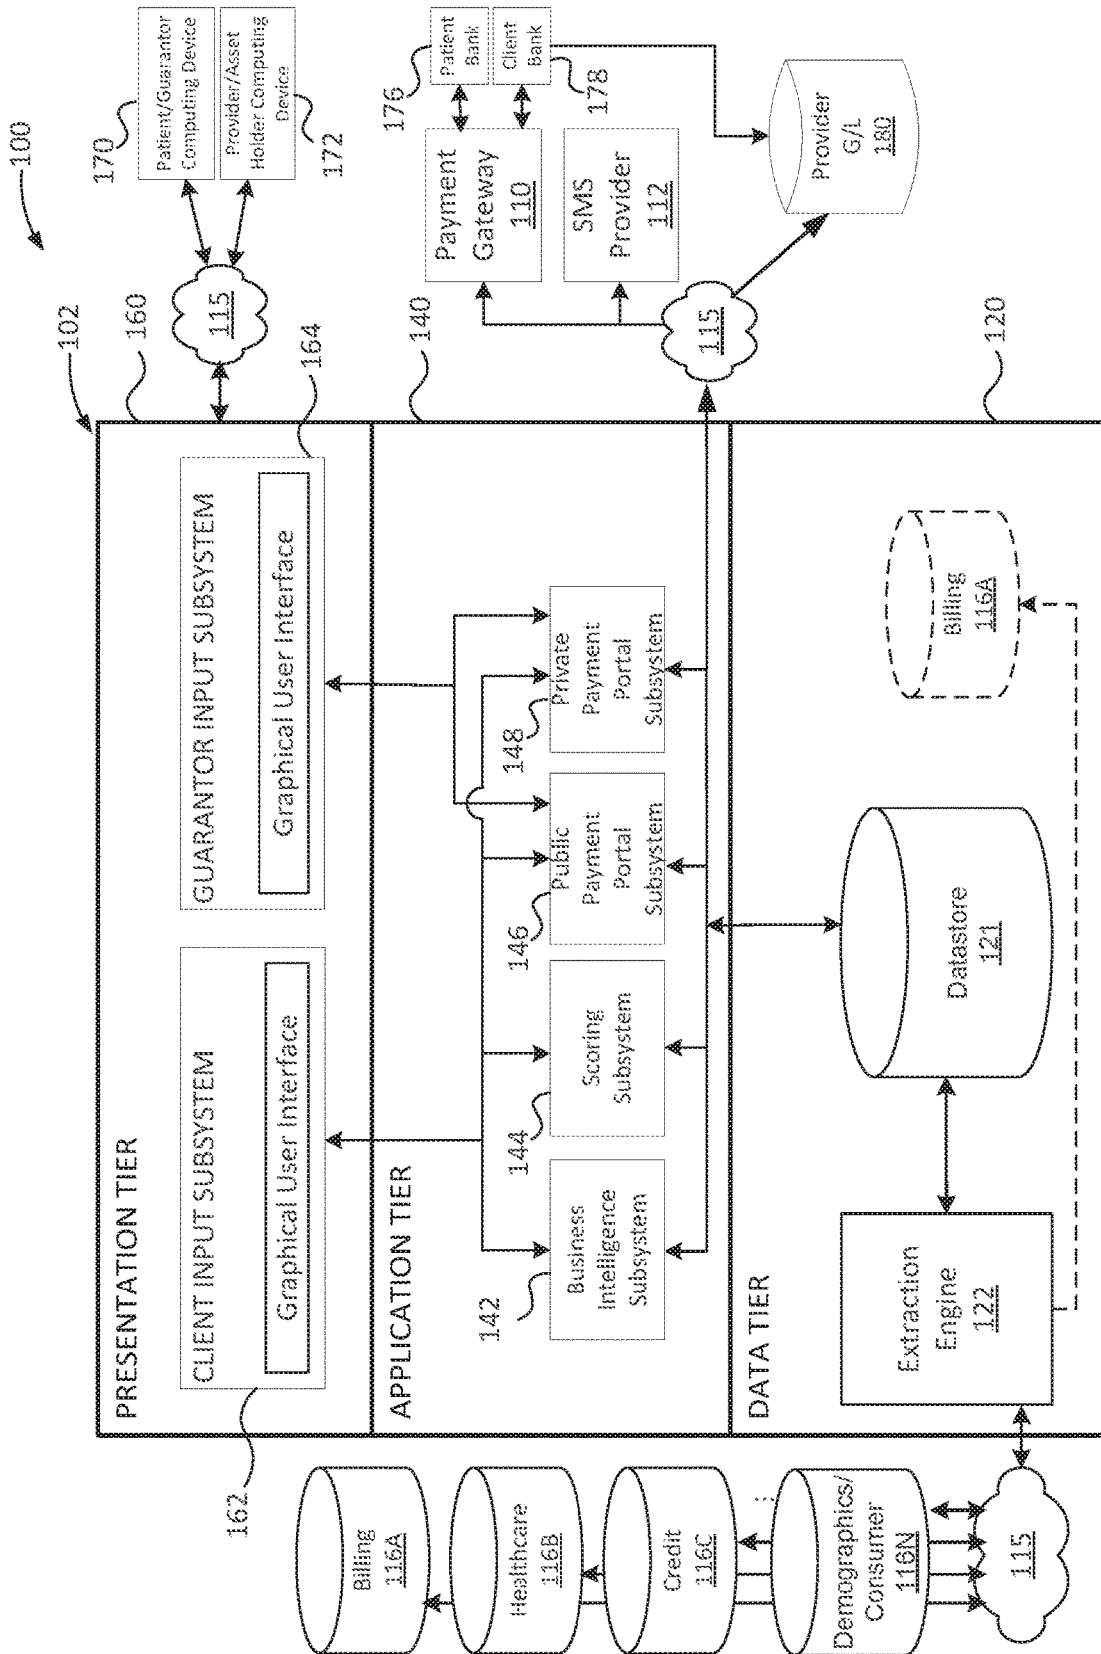 100
102
160
PRESENTATION TIER
CLIENT INPUT SUBSYSTEM
Graphical User Interface
162
GUARANTOR INPUT SUBSYSTEM
Graphical User Interface
164
115
170
Patient/Guarantor
Computing Device
Provider/Asset
Holder Computing
Device
172
APPLICATION TIER
140
142
Business
Intelligence
Subsystem
144
Scoring
Subsystem
146
Public
Payment
Portal
Subsystem
148
Private
Payment
Portal
Subsystem
176
Patient
Bank
Client
Bank
178
Payment
Gateway
110
SMS
Provider
112
115
Provider
G/L
180
DATA TIER
120
Extraction
Engine
122
Datastore
121
Billing
116A
Billing
116A
Healthcare
116B
Credit
116C
...
Demographics/
Consumer
116N
115